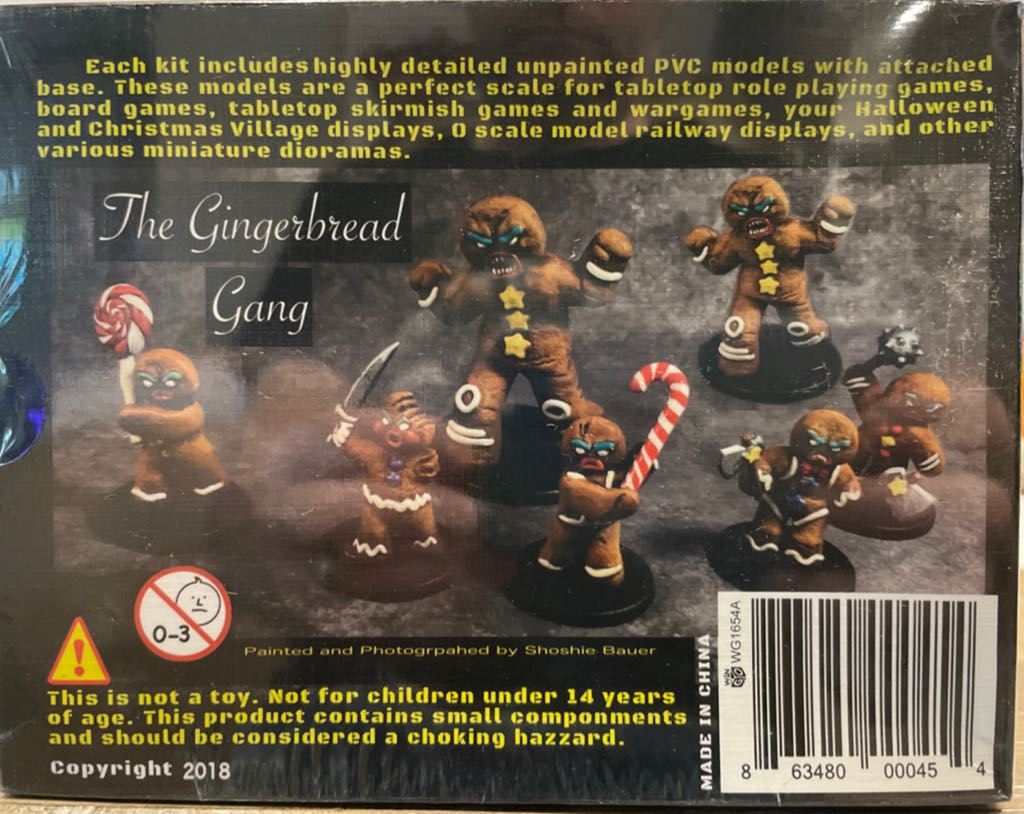 Each kit includes highly detailed unpainted PVC models with attached
base. These models are a perfect scale for tabletop role playing games,
board games, tabletop skirmish games and wargames, your Halloween
and Christmas Village displays, O scale model railway displays, and other
various miniature dioramas.
The Gingerbread
Gang
0-3
Painted and Photogrpahed by Shoshie Bauer
This is not a toy. Not for children under 14 years
of age. This product contains small componments
and should be considered a choking hazzard.
Copyright 2018
MADE IN CHINA
WG1654A
8 63480 00045 4